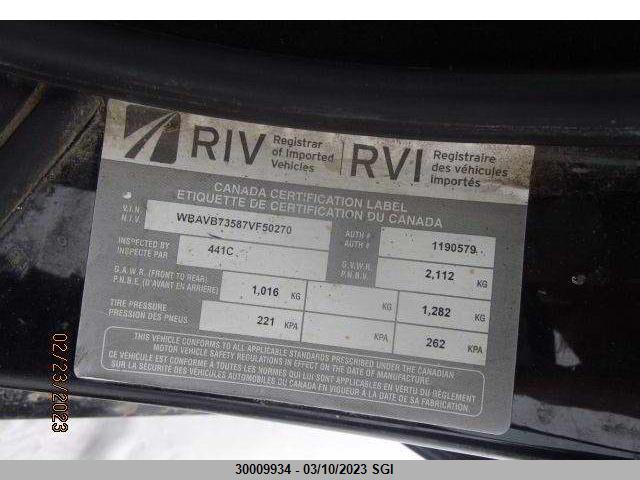 RIV Registrar of Imported Vehicles
RVI Registraire des véhicules importés
CANADA CERTIFICATION LABEL
ETIQUETTE DE CERTIFICATION DU CANADA
V.I.N. N.I.V. WBAVB73587VF50270 AUTH # AUTH # 1190579
INSPECTED BY INSPECTE PAR 441C G.V.W.R. P.N.B.V. 2,112 KG
G.A.W.R. (FRONT TO REAR) P.N.B.E. (D'AVANT EN ARRIÈRE) 1,016 KG KG 1,282 KG
TIRE PRESSURE PRESSION DES PNEUS 221 KPA KPA 262 KPA
THIS VEHICLE CONFORMS TO ALL APPLICABLE STANDARDS PRESCRIBED UNDER THE CANADIAN
MOTOR VEHICLE SAFETY REGULATIONS IN EFFECT ON THE DATE OF MANUFACTURE.
CE VÉHICULE EST CONFORME A TOUTES LES NORMES QUI LUI SONT APPLICABLES EN VERTU DU RÈGLEMENT
SUR LA SÉCURITÉ DES VÉHICULES AUTOMOBILES DU CANADA EN VIGUEUR À LA DATE DE SA FABRICATION.
02/23/2023
30009934 - 03/10/2023 SGI